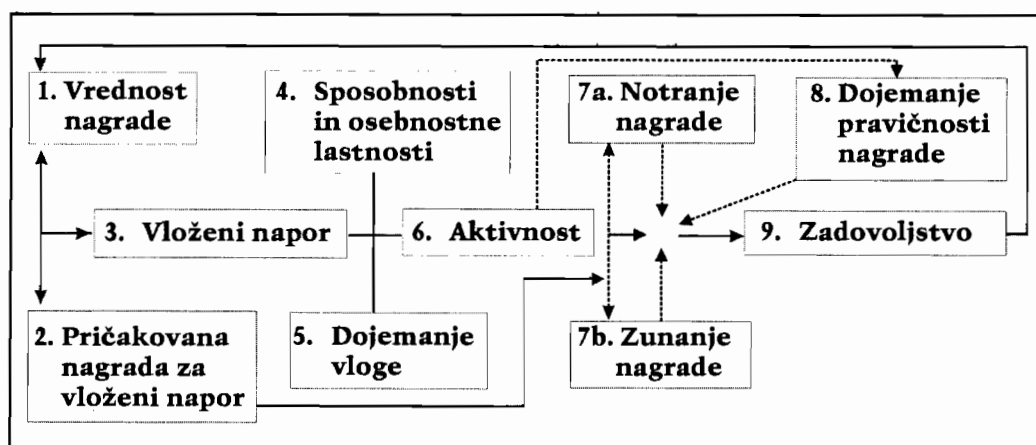 1. Vrednost
nagrade
4. Sposobnosti
in osebnostne
lastnosti
7a. Notranje
nagrade
8. Dojemanje
pravičnosti
nagrade
3. Vloženi napor
6. Aktivnost
9. Zadovoljstvo
2. Pričakovana
nagrada za
vloženi napor
5. Dojemanje
vloge
7b. Zunanje
nagrade